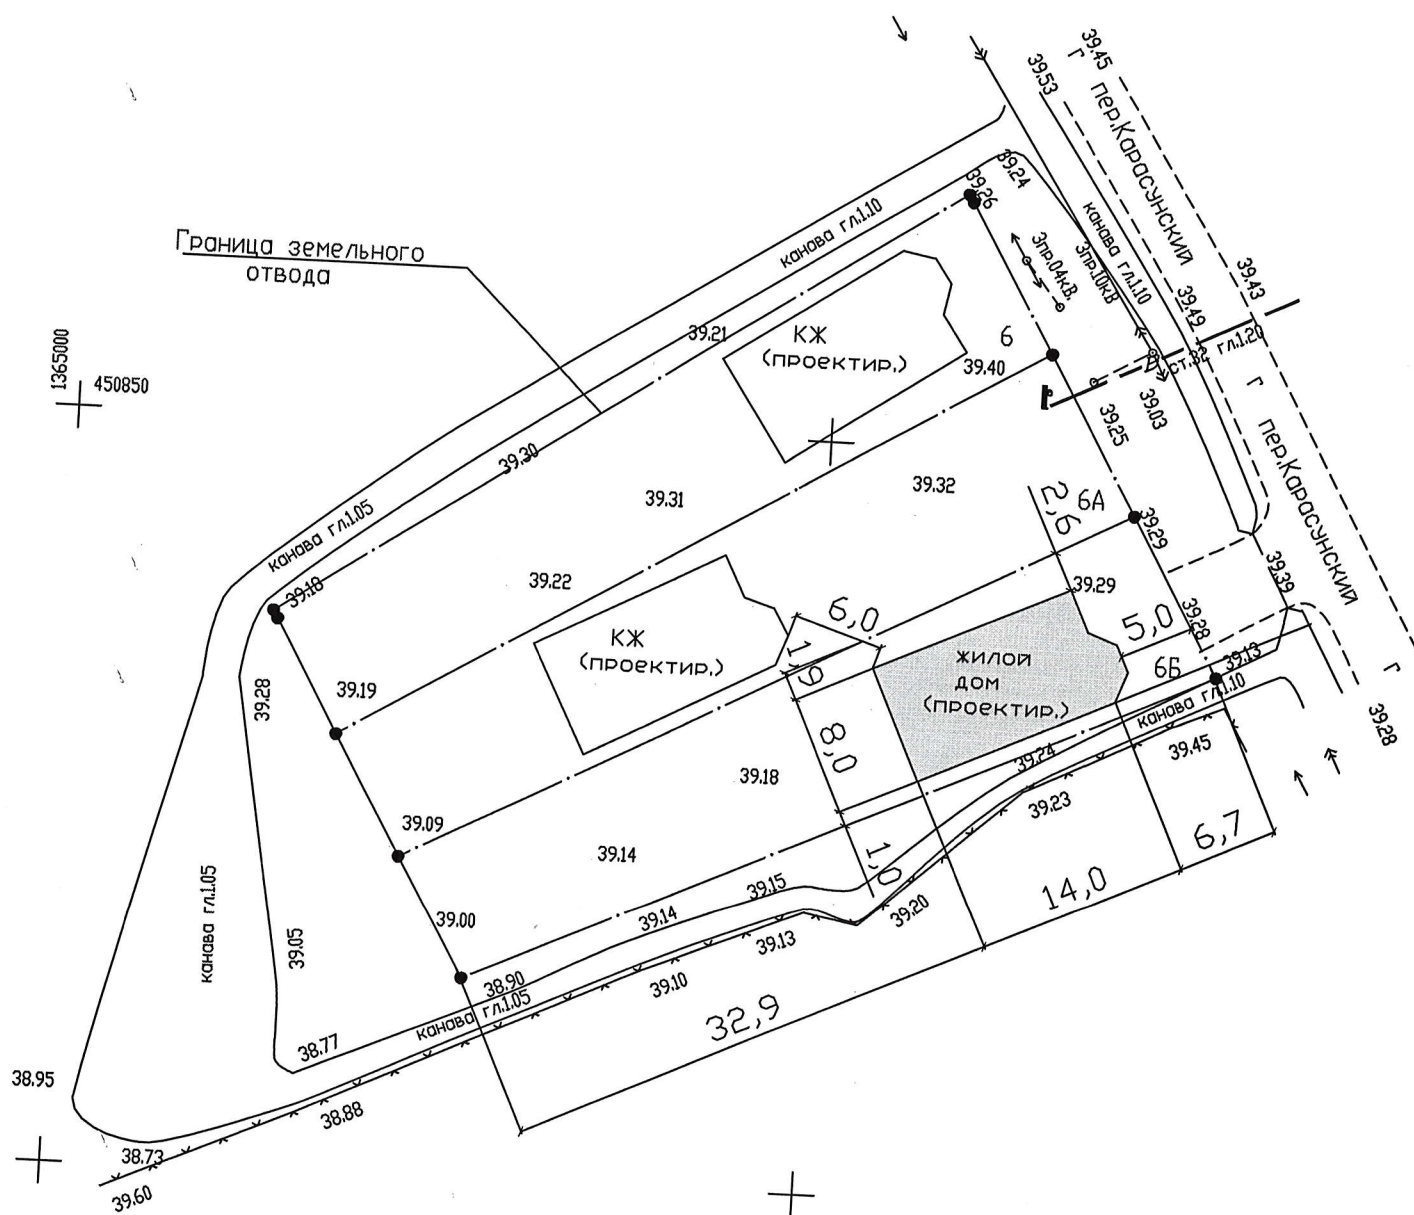 39.45
г
39.53
пер.Карасунский
39.24
39.26
канава гл.1.10
канава гл.1.10
3пр.04кВ.
3пр.10кВ
39.43
39.49
Граница земельного
отвода
39.21
КЖ
(проектир.)
6
39.40
В
ст.32 гл.1.20
39.03
39.25
г
пер.Карасунский
1365000
450850
39.30
39.31
39.32
2,6
6А
39.29
канава гл.1.05
39.18
39.22
39.29
39.39
39.28
6,0
5,0
КЖ
(проектир.)
1,9
жилой
дом
(проектир.)
6Б
39.13
г
канава гл.1.10
39.28
39.19
39.28
8,0
39.18
39.24
39.45
39.23
6,7
39.09
39.14
1,0
14,0
39.15
39.20
39.00
39.14
39.13
канава гл.1.05
39.05
38.90
канава гл.1.05
39.10
32,9
38.77
38.95
38.88
38.73
39.60